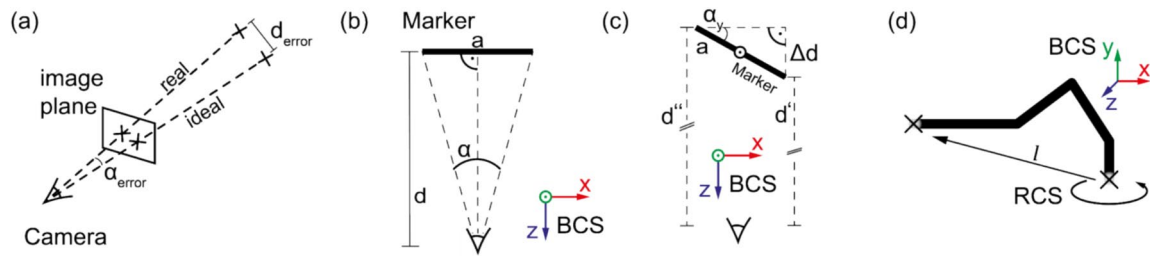 (a)
d_error
real
ideal
image
plane
α_error
Camera
(b)
Marker
a
α
d
x
z
BCS
(c)
α_y
a
Marker
Δd
d‘‘
d‘
x
z
BCS
(d)
BCS
y
x
z
l
RCS